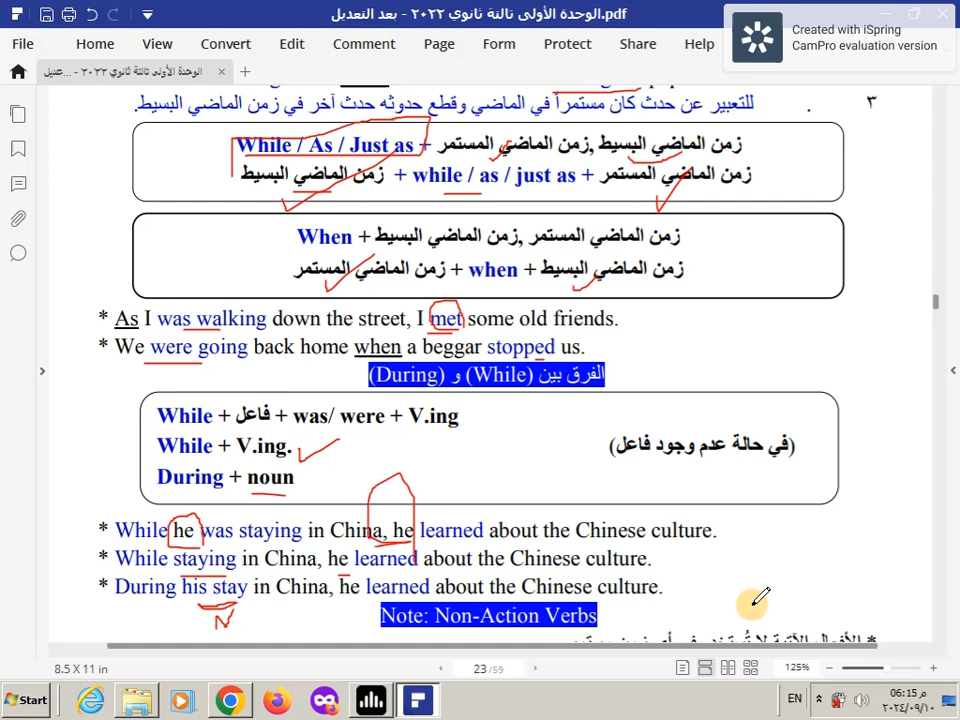 الوحدة الأولى تالتة ثانوي ٢٠٢٢ - بعد التعديل.pdf
Created with iSpring
CamPro evaluation version
File Home View Convert Edit Comment Page Form Protect Share Help
الوحدة الأولى تالتة ثانوي ٢٠٢٢ - ...عديل
٣ للتعبير عن حدث كان مستمراً في الماضي وقطع حدوثه حدث آخر في زمن الماضي البسيط.
While / As / Just as + زمن الماضي المستمر ,زمن الماضي البسيط
زمن الماضي البسيط + while / as / just as + زمن الماضي المستمر
When + زمن الماضي البسيط ,زمن الماضي المستمر
زمن الماضي المستمر + when + زمن الماضي البسيط
* As I was walking down the street, I met some old friends.
* We were going back home when a beggar stopped us.
الفرق بين (While) و (During)
While + فاعل + was/ were + V.ing
While + V.ing. (في حالة عدم وجود فاعل)
During + noun
* While he was staying in China, he learned about the Chinese culture.
* While staying in China, he learned about the Chinese culture.
* During his stay in China, he learned about the Chinese culture.
N
Note: Non-Action Verbs
8.5 X 11 in 23 /59 125%
Start EN 06:15 م
٢٠٢٤/٠٩/١٠